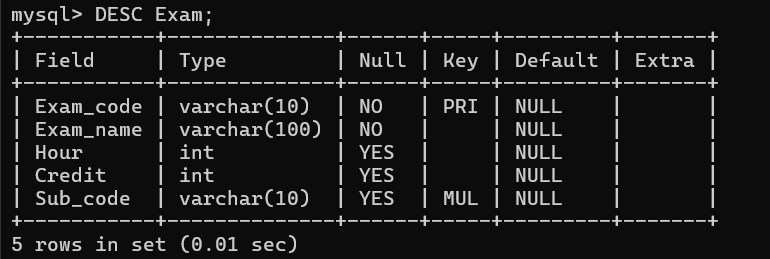 mysql> DESC Exam;
+-----------+--------------+------+-----+---------+-------+
| Field     | Type         | Null | Key | Default | Extra |
+-----------+--------------+------+-----+---------+-------+
| Exam_code | varchar(10)  | NO   | PRI | NULL    |       |
| Exam_name | varchar(100) | NO   |     | NULL    |       |
| Hour      | int          | YES  |     | NULL    |       |
| Credit    | int          | YES  |     | NULL    |       |
| Sub_code  | varchar(10)  | YES  | MUL | NULL    |       |
+-----------+--------------+------+-----+---------+-------+
5 rows in set (0.01 sec)